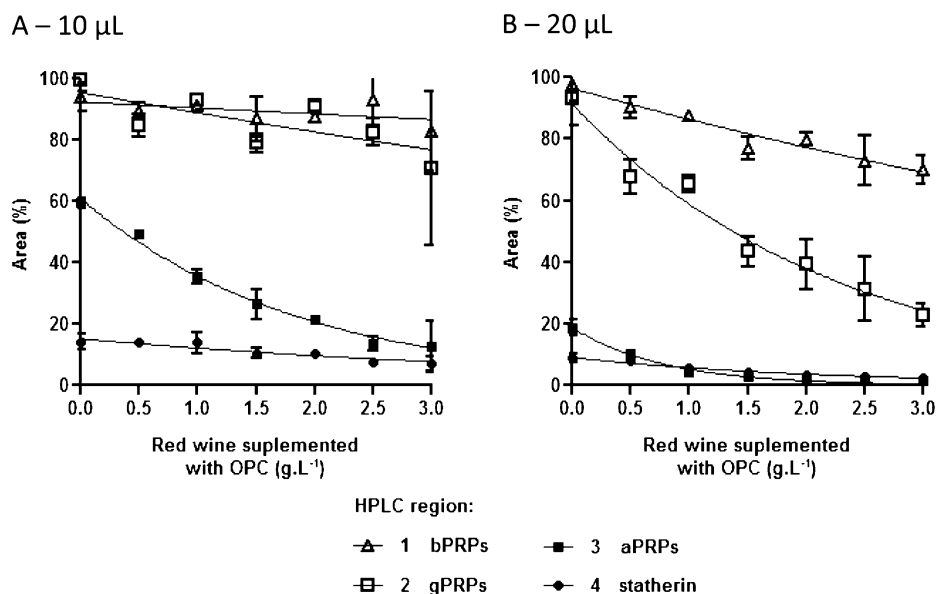 A – 10 µL
B – 20 µL
100
80
60
40
20
0
Area (%)
0.0 0.5 1.0 1.5 2.0 2.5 3.0
Red wine suplemented
with OPC (g.L⁻¹)
100
80
60
40
20
0
Area (%)
0.0 0.5 1.0 1.5 2.0 2.5 3.0
Red wine suplemented
with OPC (g.L⁻¹)
HPLC region:
1 bPRPs
3 aPRPs
2 gPRPs
4 statherin